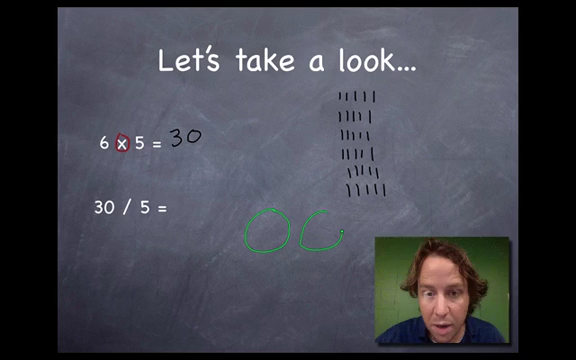 Let's take a look...
6 x 5 = 30
30 / 5 =